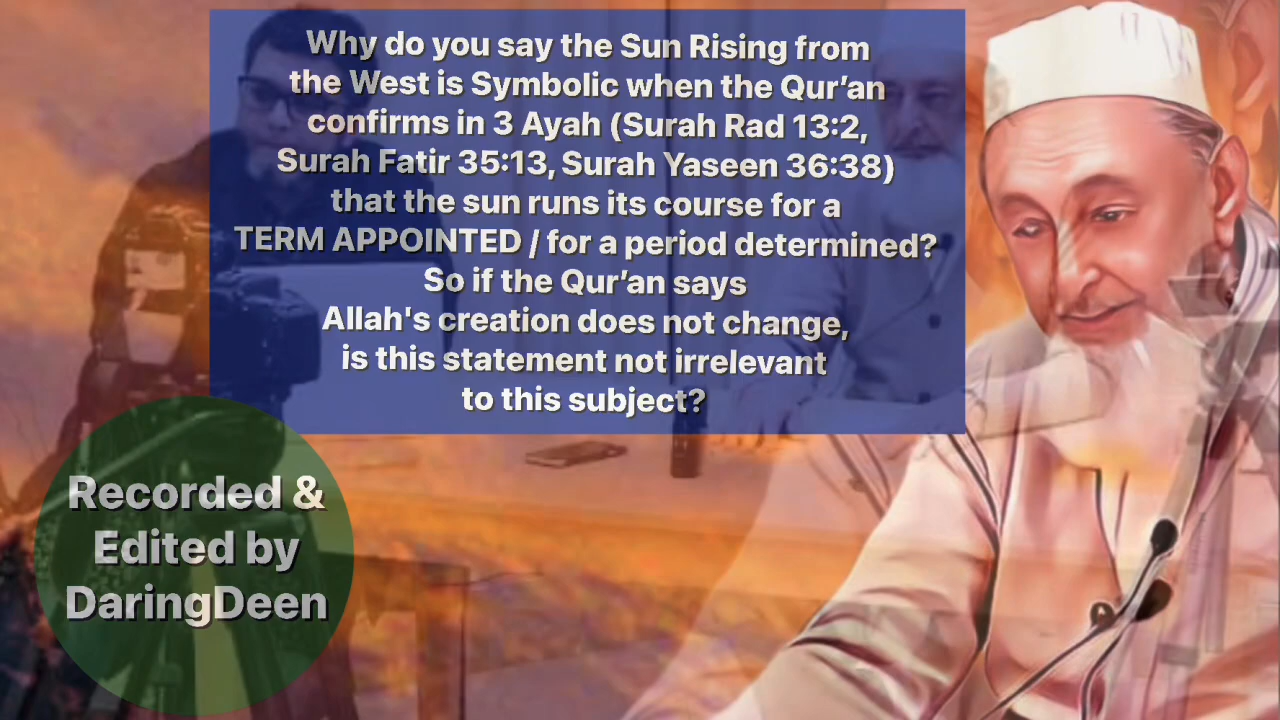 Why do you say the Sun Rising from
the West is Symbolic when the Qur’an
confirms in 3 Ayah (Surah Rad 13:2,
Surah Fatir 35:13, Surah Yaseen 36:38)
that the sun runs its course for a
TERM APPOINTED / for a period determined?
So if the Qur’an says
Allah's creation does not change,
is this statement not irrelevant
to this subject?
Recorded &
Edited by
DaringDeen